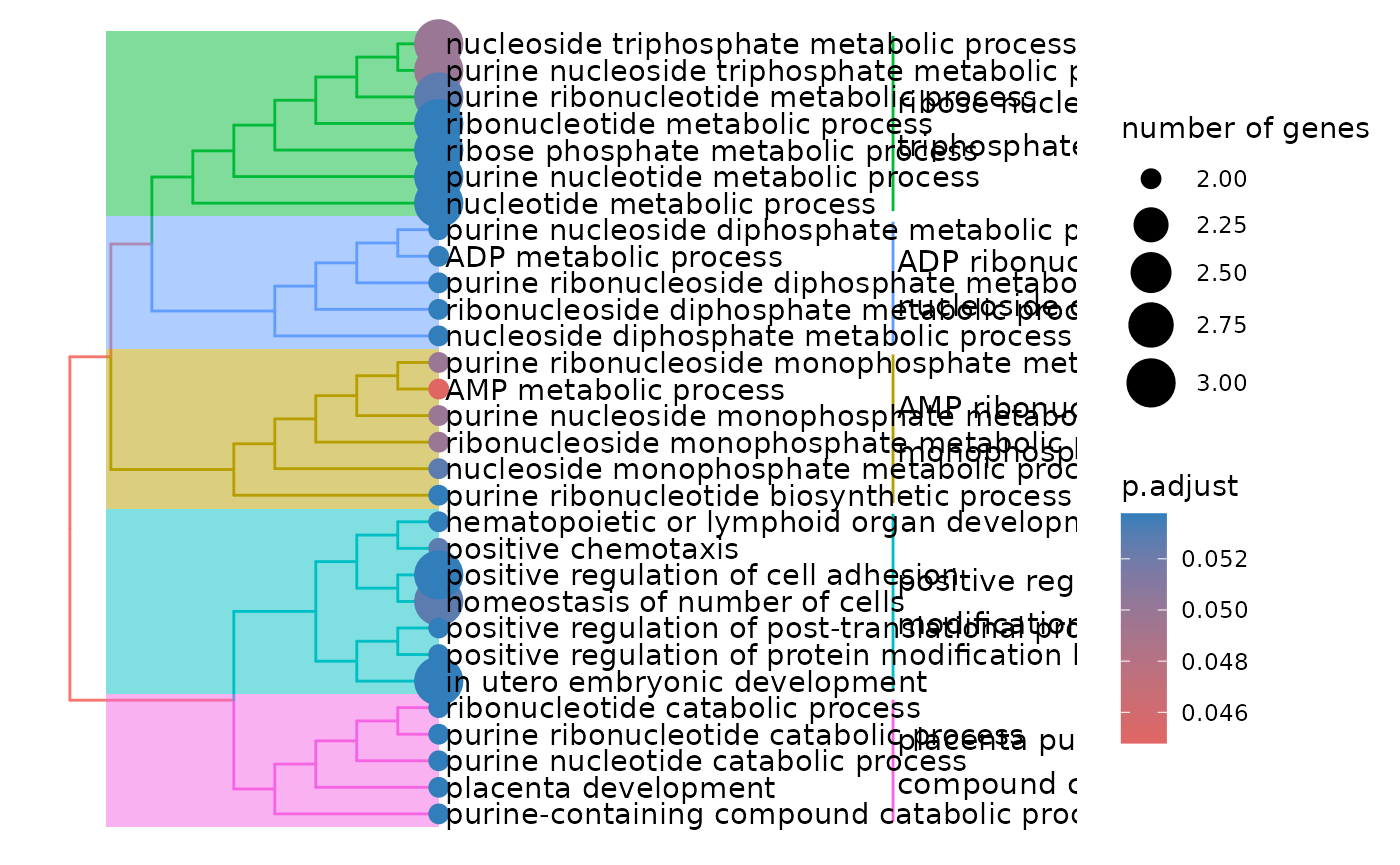 nucleoside triphosphate metabolic process
purine nucleoside triphosphate metabolic p
purine ribonucleotide metabolic process
ribose nucle
ribonucleotide metabolic process
triphosphate
ribose phosphate metabolic process
purine nucleotide metabolic process
nucleotide metabolic process
purine nucleoside diphosphate metabolic p
ADP metabolic process
ADP ribonuc
purine ribonucleoside diphosphate metabo
nucleoside d
ribonucleoside diphosphate metabolic proc
nucleoside diphosphate metabolic process
purine ribonucleoside monophosphate met
AMP metabolic process
AMP ribonuc
purine nucleoside monophosphate metabo
ribonucleoside monophosphate metabolic p
monophosph
nucleoside monophosphate metabolic proc
purine ribonucleotide biosynthetic process
hematopoietic or lymphoid organ developm
positive chemotaxis
positive regulation of cell adhesion
positive reg
homeostasis of number of cells
modification
positive regulation of post-translational pro
positive regulation of protein modification
in utero embryonic development
ribonucleotide catabolic process
purine ribonucleotide catabolic process
placenta pu
purine nucleotide catabolic process
compound c
placenta development
purine-containing compound catabolic proc
number of genes
2.00
2.25
2.50
2.75
3.00
p.adjust
0.052
0.050
0.048
0.046